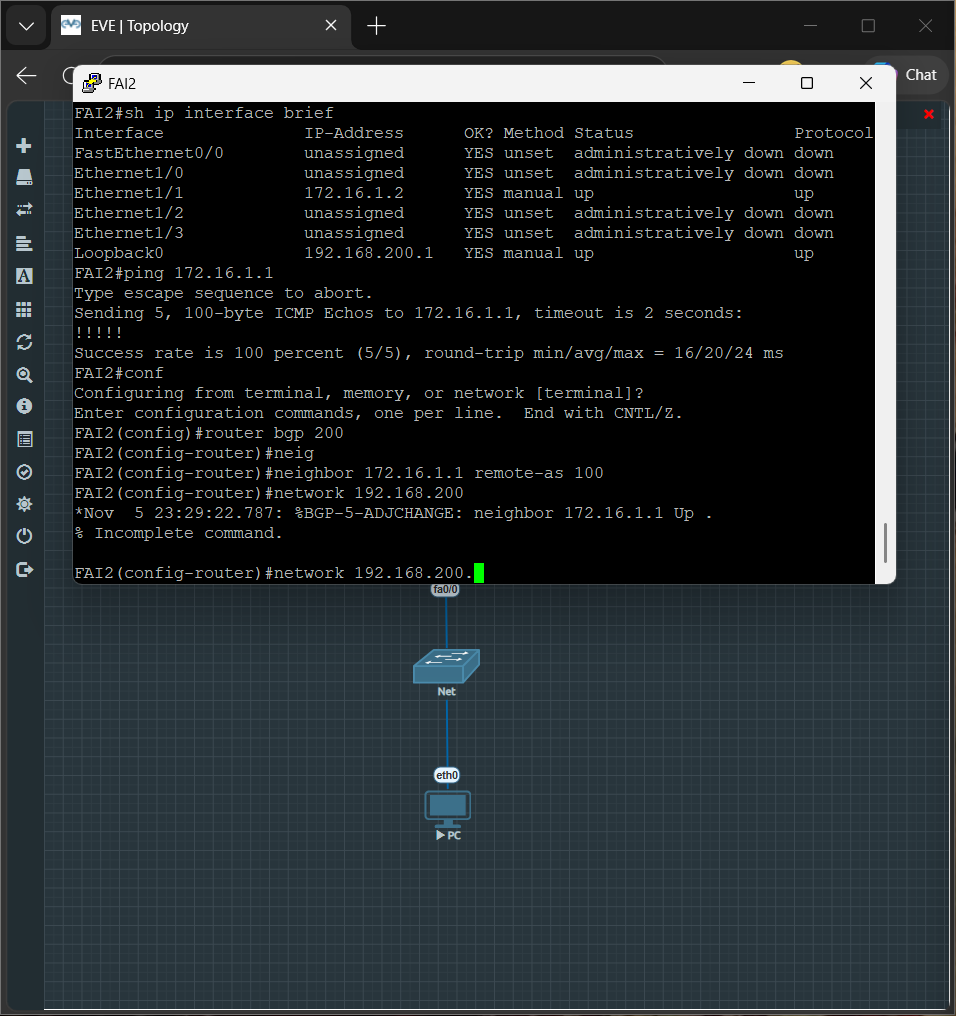 EVE | Topology
Chat
FAI2
FAI2#sh ip interface brief
Interface                  IP-Address      OK? Method Status                Protocol
FastEthernet0/0            unassigned      YES unset  administratively down down
Ethernet1/0                unassigned      YES unset  administratively down down
Ethernet1/1                172.16.1.2      YES manual up                    up
Ethernet1/2                unassigned      YES unset  administratively down down
Ethernet1/3                unassigned      YES unset  administratively down down
Loopback0                  192.168.200.1   YES manual up                    up
FAI2#ping 172.16.1.1
Type escape sequence to abort.
Sending 5, 100-byte ICMP Echos to 172.16.1.1, timeout is 2 seconds:
!!!!!
Success rate is 100 percent (5/5), round-trip min/avg/max = 16/20/24 ms
FAI2#conf
Configuring from terminal, memory, or network [terminal]?
Enter configuration commands, one per line.  End with CNTL/Z.
FAI2(config)#router bgp 200
FAI2(config-router)#neig
FAI2(config-router)#neighbor 172.16.1.1 remote-as 100
FAI2(config-router)#network 192.168.200
*Nov  5 23:29:22.787: %BGP-5-ADJCHANGE: neighbor 172.16.1.1 Up .
% Incomplete command.
FAI2(config-router)#network 192.168.200.
fa0/0
Net
eth0
PC